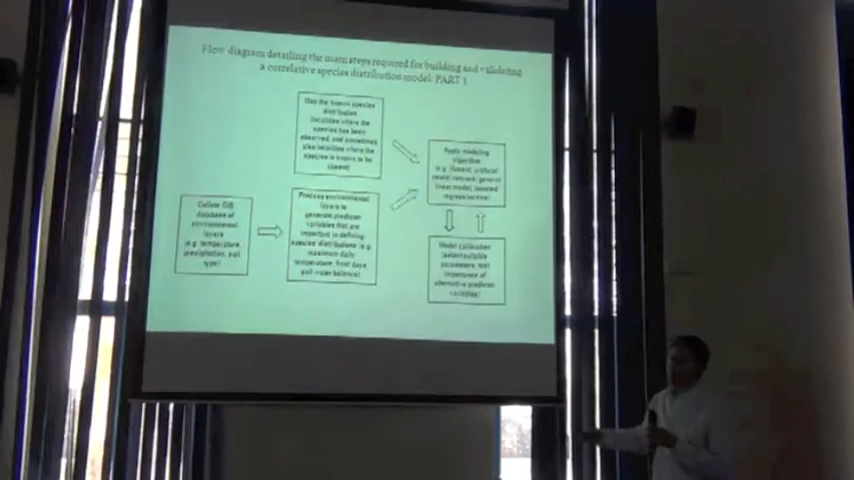 Flow diagram detailing the main steps required for building and validating
a correlative species distribution model: PART 1
Map the known species
distribution
(localities where the
species has been
observed, and sometimes
also localities where the
species is known to be
absent)
Apply modeling
algorithm
(e.g. Maxent, artificial
neural network, general
linear model, boosted
regression tree)
Collate GIS
database of
environmental
layers
(e.g. temperature,
precipitation, soil
type)
Process environmental
layers to
generate predictor
variables that are
important in defining
species' distributions (e.g.
maximum daily
temperature, frost days,
soil water balance)
Model calibration
(select suitable
parameters, test
importance of
alternative predictor
variables)